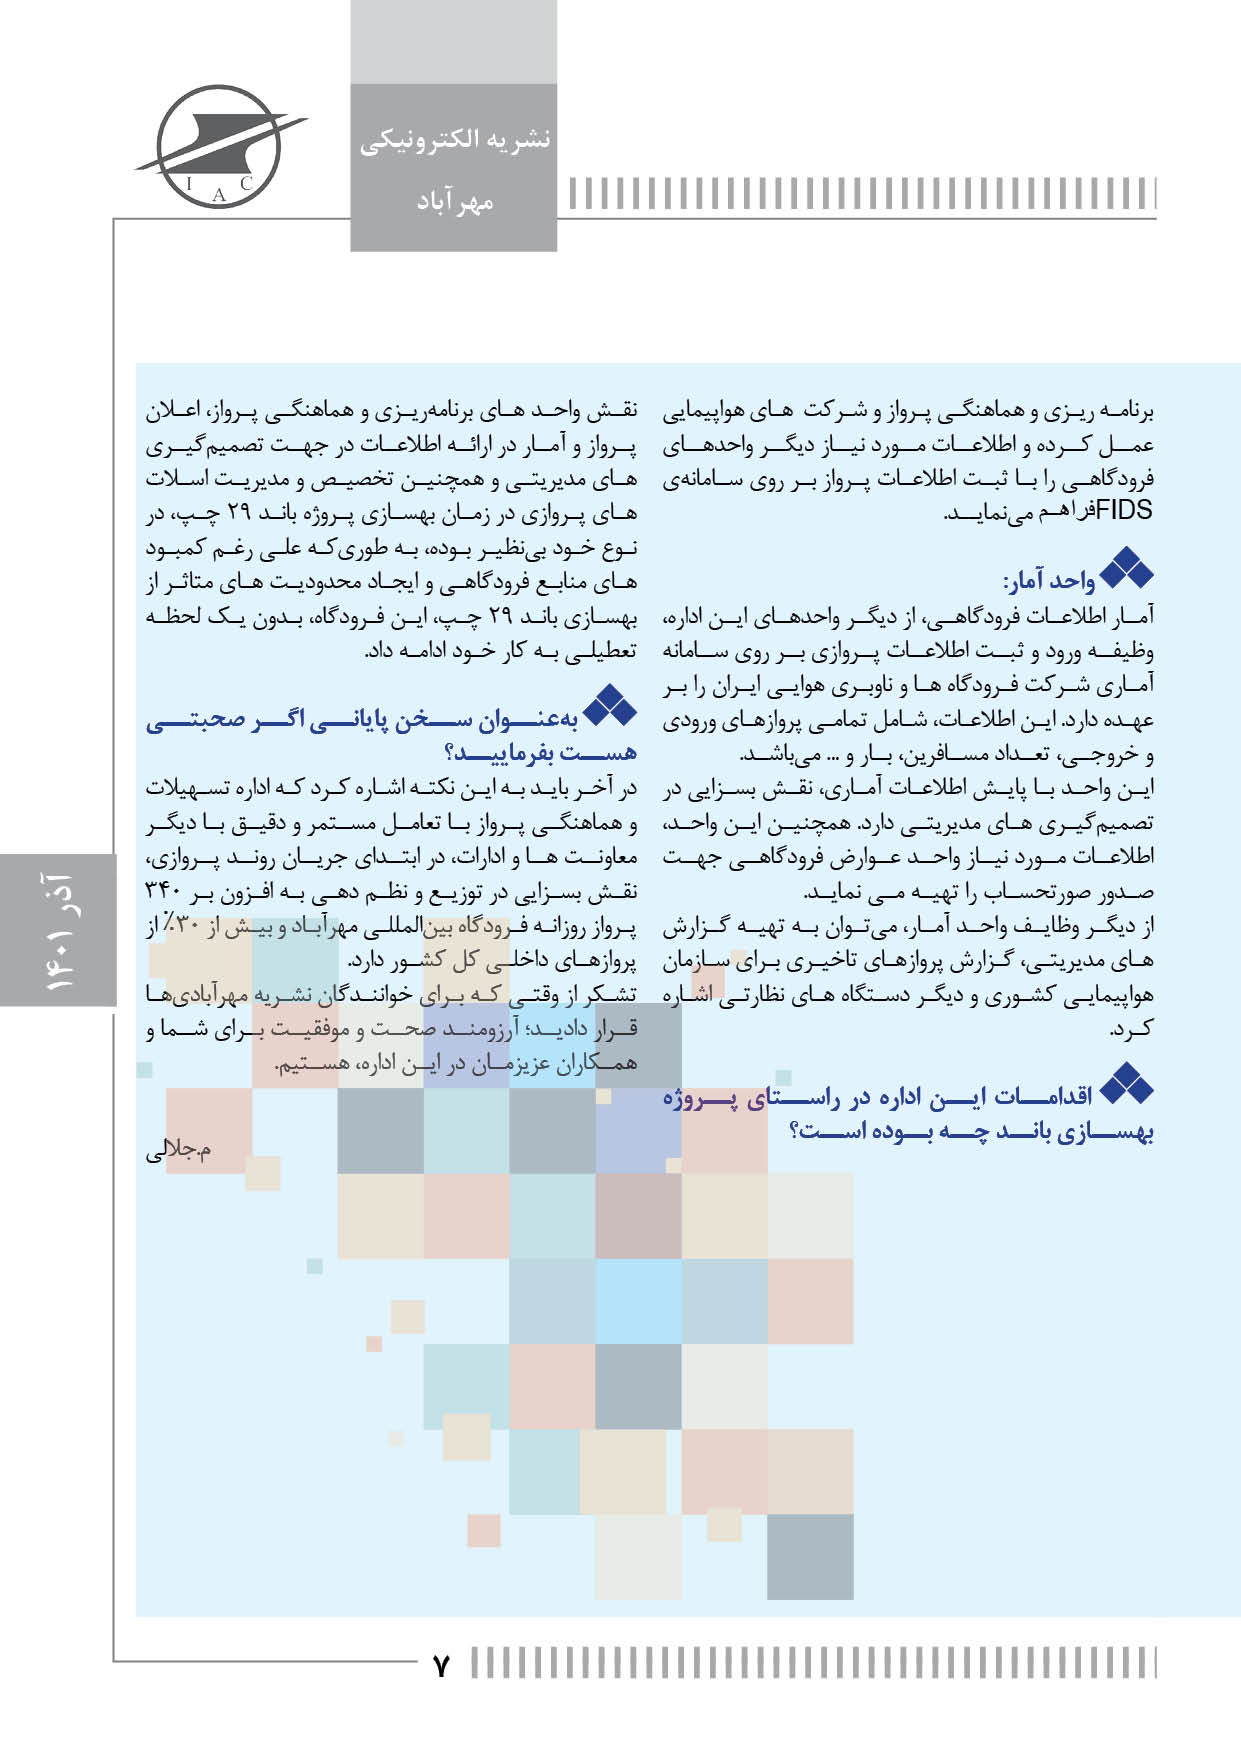 نشریه الکترونیکی
مهرآباد
I A C
برنامه ریزی و هماهنگی پرواز و شرکت های هواپیمایی
عمل کرده و اطلاعات مورد نیاز دیگر واحدهای
فرودگاهی را با ثبت اطلاعات پرواز بر روی سامانه‌ی
FIDSفراهم می‌نماید.
واحد آمار:
آمار اطلاعات فرودگاهی، از دیگر واحدهای این اداره،
وظیفه ورود و ثبت اطلاعات پروازی بر روی سامانه
آماری شرکت فرودگاه ها و ناوبری هوایی ایران را بر
عهده دارد. این اطلاعات، شامل تمامی پروازهای ورودی
و خروجی، تعداد مسافرین، بار و ... می‌باشد.
این واحد با پایش اطلاعات آماری، نقش بسزایی در
تصمیم‌گیری های مدیریتی دارد. همچنین این واحد،
اطلاعات مورد نیاز واحد عوارض فرودگاهی جهت
صدور صورتحساب را تهیه می نماید.
از دیگر وظایف واحد آمار، می‌توان به تهیه گزارش
های مدیریتی، گزارش پروازهای تاخیری برای سازمان
هواپیمایی کشوری و دیگر دستگاه های نظارتی اشاره
کرد.
اقدامات این اداره در راستای پروژه
بهسازی باند چه بوده است؟
نقش واحد های برنامه‌ریزی و هماهنگی پرواز، اعلان
پرواز و آمار در ارائه اطلاعات در جهت تصمیم‌گیری
های مدیریتی و همچنین تخصیص و مدیریت اسلات
های پروازی در زمان بهسازی پروژه باند ۲۹ چپ، در
نوع خود بی‌نظیر بوده، به طوری‌که علی رغم کمبود
های منابع فرودگاهی و ایجاد محدودیت های متاثر از
بهسازی باند ۲۹ چپ، این فرودگاه، بدون یک لحظه
تعطیلی به کار خود ادامه داد.
به‌عنوان سخن پایانی اگر صحبتی
هست بفرمایید؟
در آخر باید به این نکته اشاره کرد که اداره تسهیلات
و هماهنگی پرواز با تعامل مستمر و دقیق با دیگر
معاونت ها و ادارات، در ابتدای جریان روند پروازی،
نقش بسزایی در توزیع و نظم دهی به افزون بر ۳۴۰
پرواز روزانه فرودگاه بین‌المللی مهرآباد و بیش از ۳۰٪ از
پروازهای داخلی کل کشور دارد.
تشکر از وقتی که برای خوانندگان نشریه مهرآبادی‌ها
قرار دادید؛ آرزومند صحت و موفقیت برای شما و
همکاران عزیزمان در این اداره، هستیم.
م.جلالی
آذر ۱۴۰۱
۷